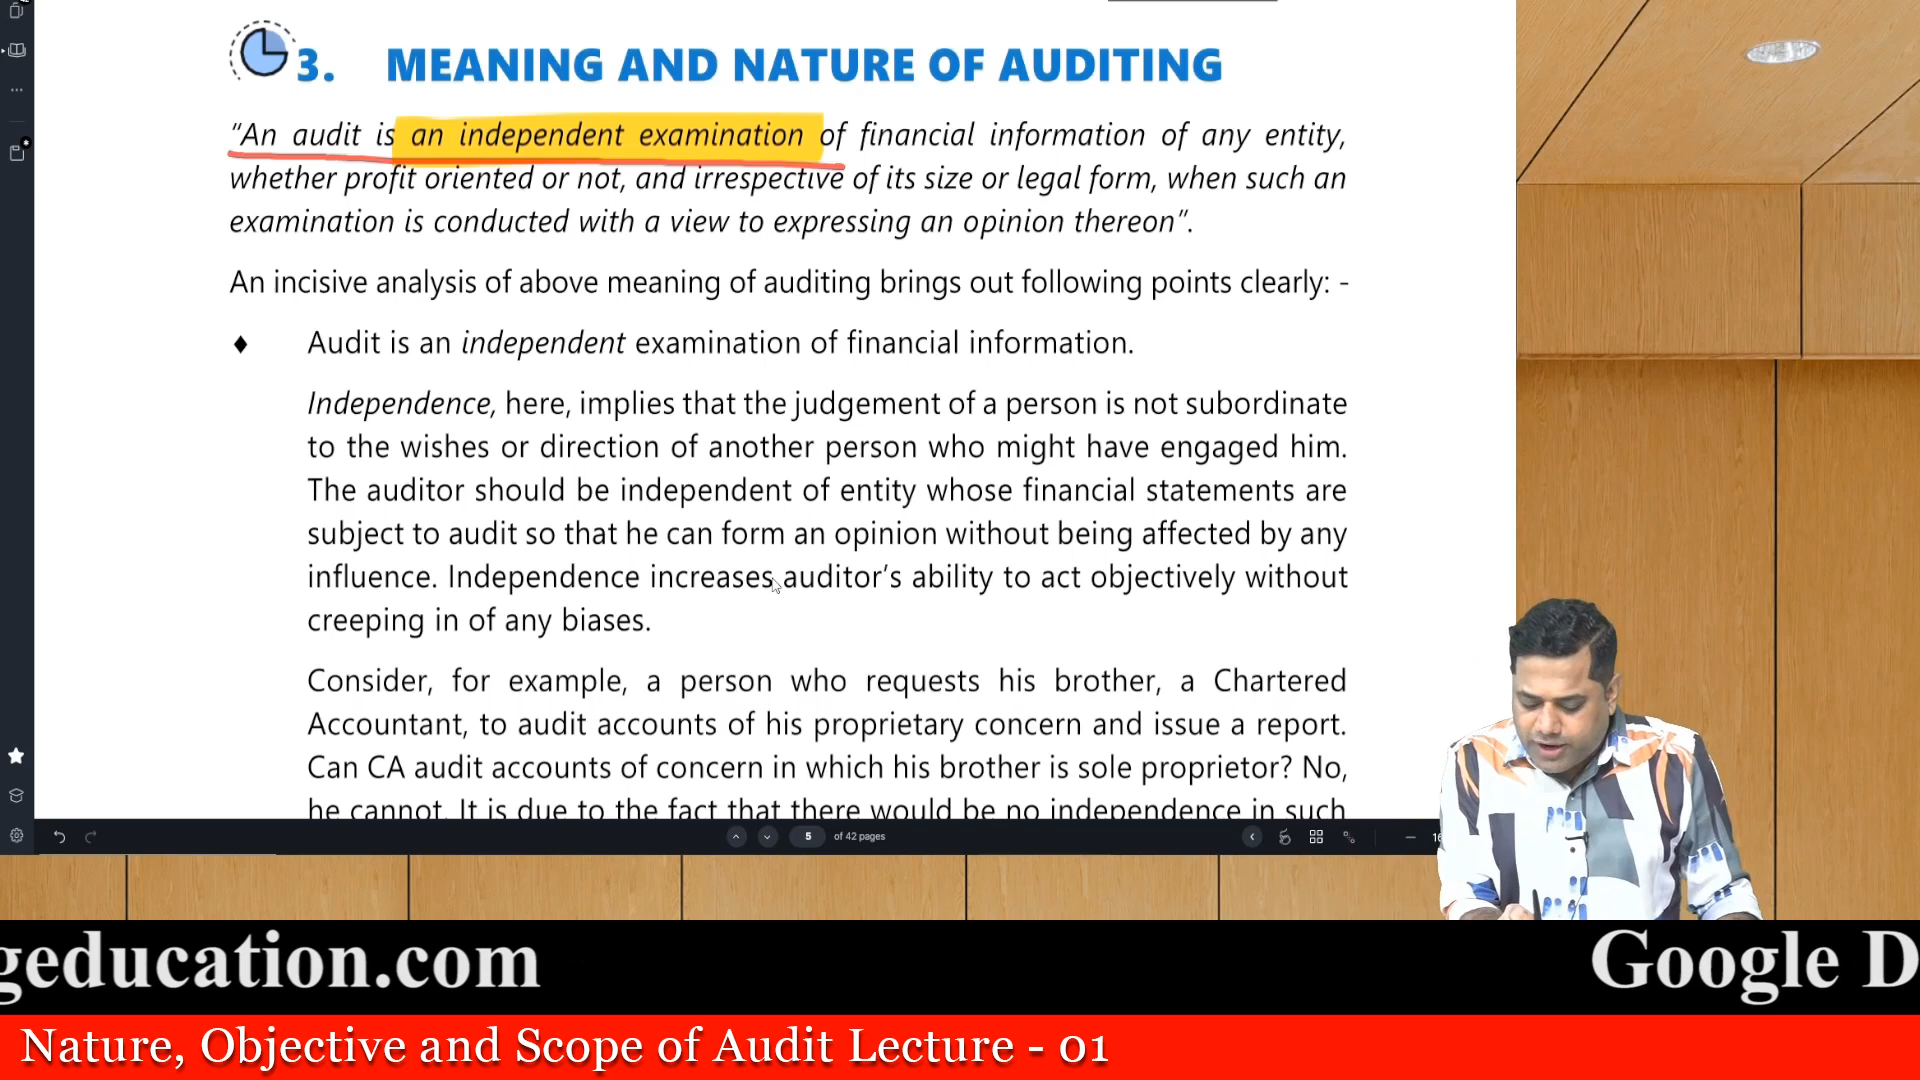 3. MEANING AND NATURE OF AUDITING
“An audit is an independent examination of financial information of any entity,
whether profit oriented or not, and irrespective of its size or legal form, when such an
examination is conducted with a view to expressing an opinion thereon”.
An incisive analysis of above meaning of auditing brings out following points clearly: -
♦ Audit is an independent examination of financial information.
Independence, here, implies that the judgement of a person is not subordinate
to the wishes or direction of another person who might have engaged him.
The auditor should be independent of entity whose financial statements are
subject to audit so that he can form an opinion without being affected by any
influence. Independence increases auditor’s ability to act objectively without
creeping in of any biases.
Consider, for example, a person who requests his brother, a Chartered
Accountant, to audit accounts of his proprietary concern and issue a report.
Can CA audit accounts of concern in which his brother is sole proprietor? No,
he cannot. It is due to the fact that there would be no independence in such
5 of 42 pages
geducation.com
Google D
Nature, Objective and Scope of Audit Lecture - 01